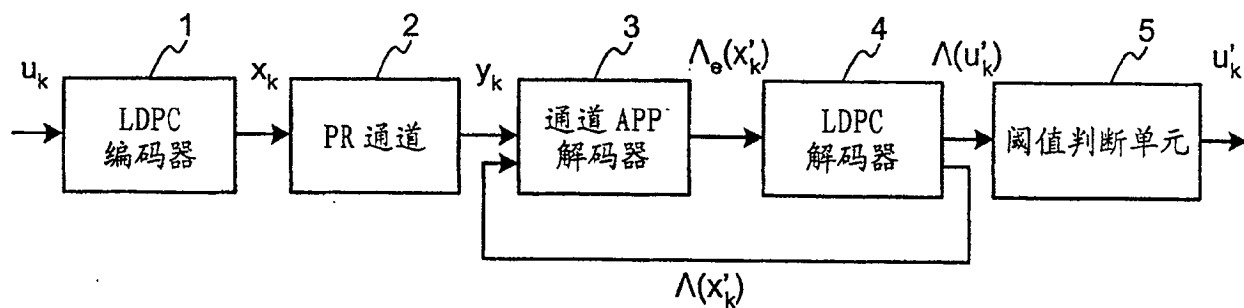 1
2
3
4
5
u_k
x_k
y_k
Λ_e(x'_k)
Λ(u'_k)
u'_k
LDPC
编码器
PR 通道
通道 APP
解码器
LDPC
解码器
阈值判断单元
Λ(x'_k)